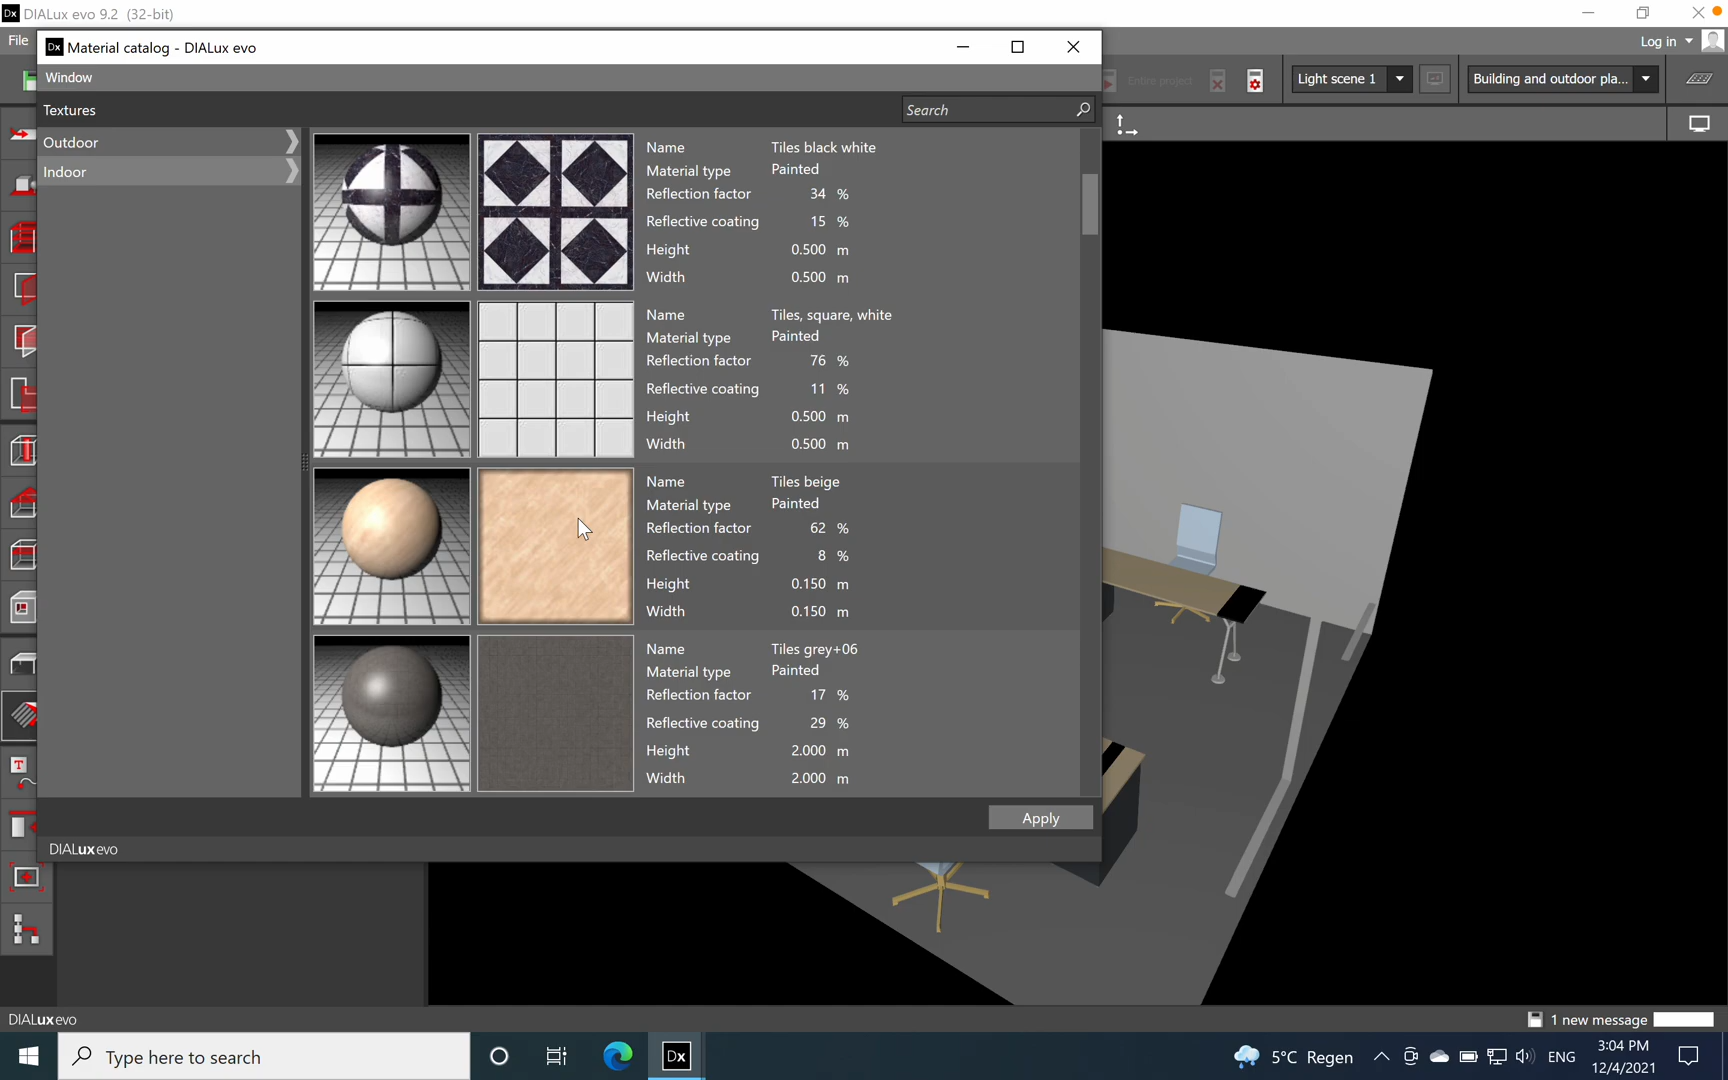 DX DIALux evo 9.2 (32-bit)
File
Log in
Dx Material catalog - DIALux evo
Window
Entire project
Light scene 1
Building and outdoor pla...
Textures
Search
Outdoor
Indoor
Name Tiles black white
Material type Painted
Reflection factor 34 %
Reflective coating 15 %
Height 0.500 m
Width 0.500 m
Name Tiles, square, white
Material type Painted
Reflection factor 76 %
Reflective coating 11 %
Height 0.500 m
Width 0.500 m
Name Tiles beige
Material type Painted
Reflection factor 62 %
Reflective coating 8 %
Height 0.150 m
Width 0.150 m
Name Tiles grey+06
Material type Painted
Reflection factor 17 %
Reflective coating 29 %
Height 2.000 m
Width 2.000 m
T
Apply
DIALux evo
DIALux evo
1 new message
Type here to search
Dx
5°C Regen
ENG
3:04 PM
12/4/2021